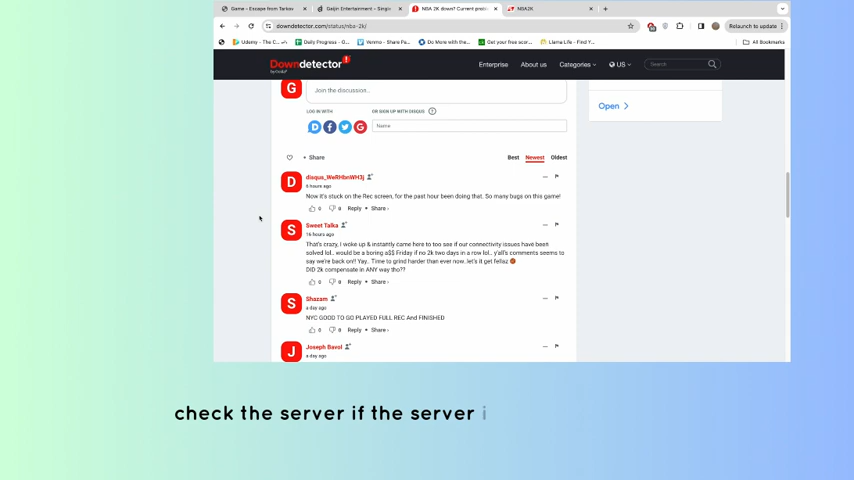 Game - Escape from Tarkov
Gaijin Entertainment - Single
NBA 2K down? Current proble
NBA2K
downdetector.com/status/nba-2k/
Relaunch to update
Udemy - The C...
Daily Progress - G...
Venmo - Share Pa...
Do More with the...
Get your free scor...
Llama Life - Find Y...
All Bookmarks
Downdetector
Enterprise
About us
Categories
US
Search
G
Join the discussion...
Open
LOG IN WITH
OR SIGN UP WITH DISQUS ?
Name
Share
Best
Newest
Oldest
D
disqus_WeRHbnWH3j
5 hours ago
Now it's stuck on the Rec screen, for the past hour been doing that. So many bugs on this game!
0 0 Reply • Share ›
S
Sweet Talka
16 hours ago
That's crazy, I woke up & instantly came here to too see if our connectivity issues have been
solved lol.. would be a boring a$$ Friday if no 2k two days in a row lol.. y'all's comments seems to
say we're back on!! Yay.. Time to grind harder than ever now..let's it get fellaz
DID 2k compensate in ANY way tho??
0 0 Reply • Share ›
S
Shazam
a day ago
NYC GOOD TO GO PLAYED FULL REC And FINISHED
0 0 Reply • Share ›
J
Joseph Bavol
a day ago
check the server if the server i